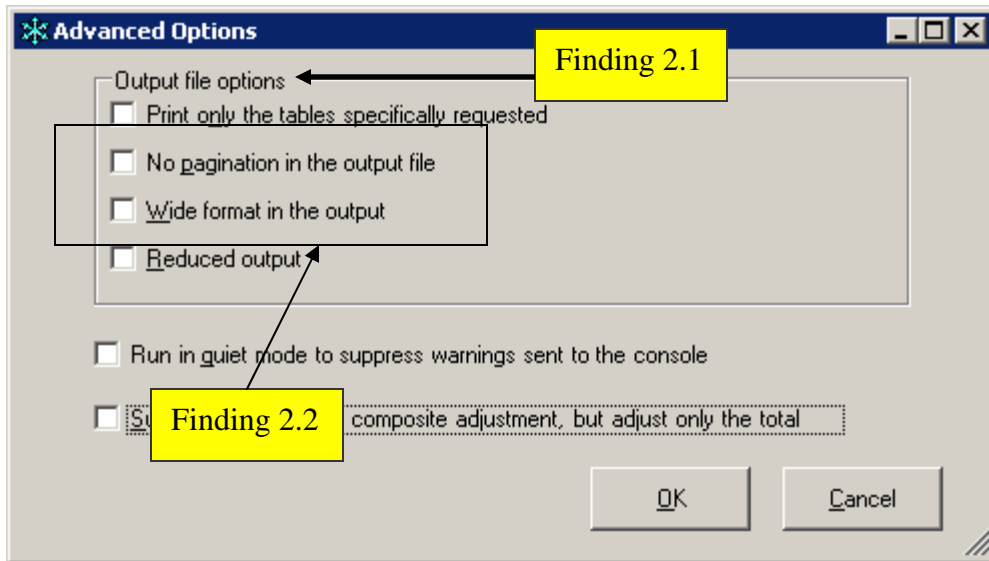 Advanced Options
Finding 2.1
Output file options
Print only the tables specifically requested
No pagination in the output file
Wide format in the output
Reduced output
Run in quiet mode to suppress warnings sent to the console
Finding 2.2
composite adjustment, but adjust only the total
OK
Cancel